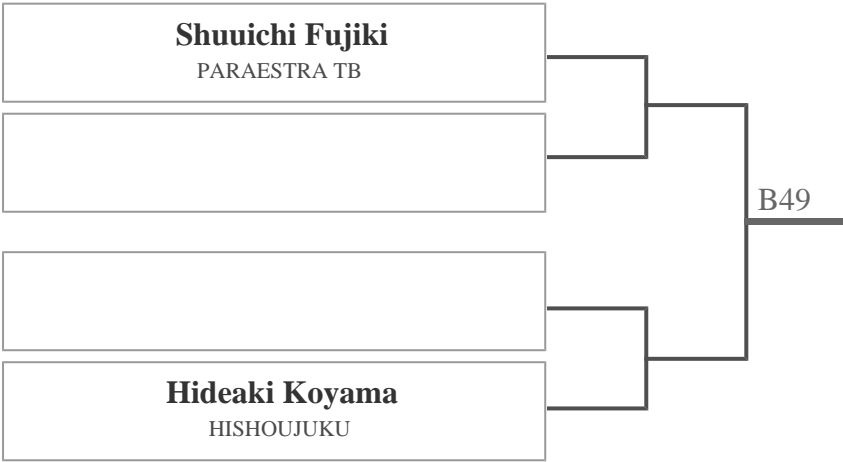 Shuuichi Fujiki
PARAESTRA TB
B49
Hideaki Koyama
HISHOUJUKU